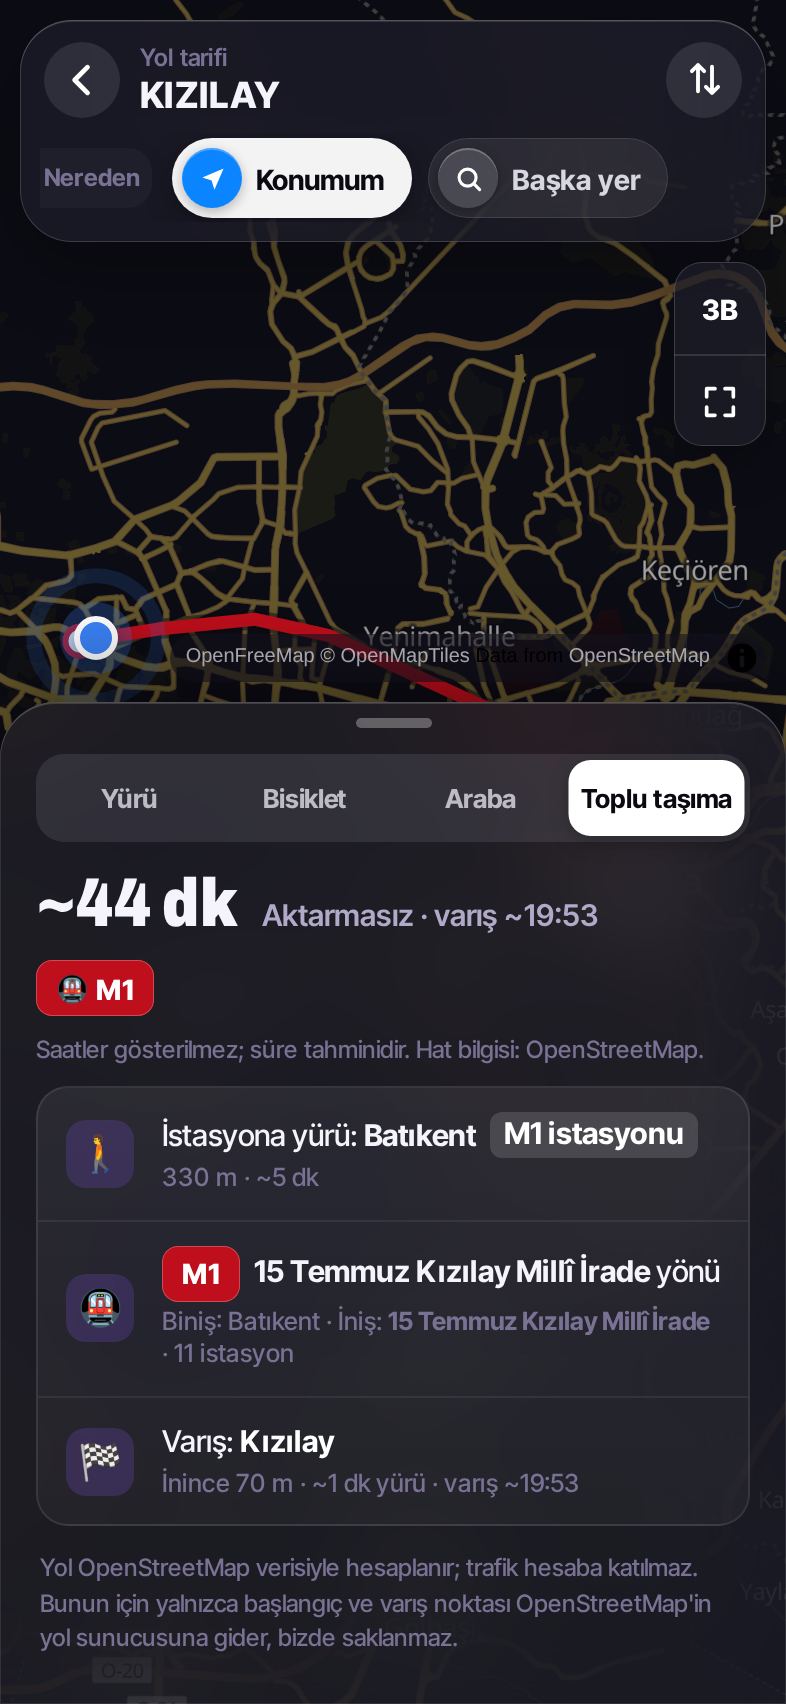 Yol tarifi
KIZILAY
Nereden
Konumum
Başka yer
P
3B
Keçiören
Yenimahalle
OpenFreeMap © OpenMapTiles Data from OpenStreetMap
Yürü
Bisiklet
Araba
Toplu taşıma
~44 dk
Aktarmasız · varış ~19:53
M1
Saatler gösterilmez; süre tahminidir. Hat bilgisi: OpenStreetMap.
İstasyona yürü: Batıkent M1 istasyonu
330 m · ~5 dk
M1 15 Temmuz Kızılay Millî İrade yönü
Biniş: Batıkent · İniş: 15 Temmuz Kızılay Millî İrade
· 11 istasyon
Varış: Kızılay
İnince 70 m · ~1 dk yürü · varış ~19:53
Yol OpenStreetMap verisiyle hesaplanır; trafik hesaba katılmaz.
Bunun için yalnızca başlangıç ve varış noktası OpenStreetMap'in
yol sunucusuna gider, bizde saklanmaz.
O-20